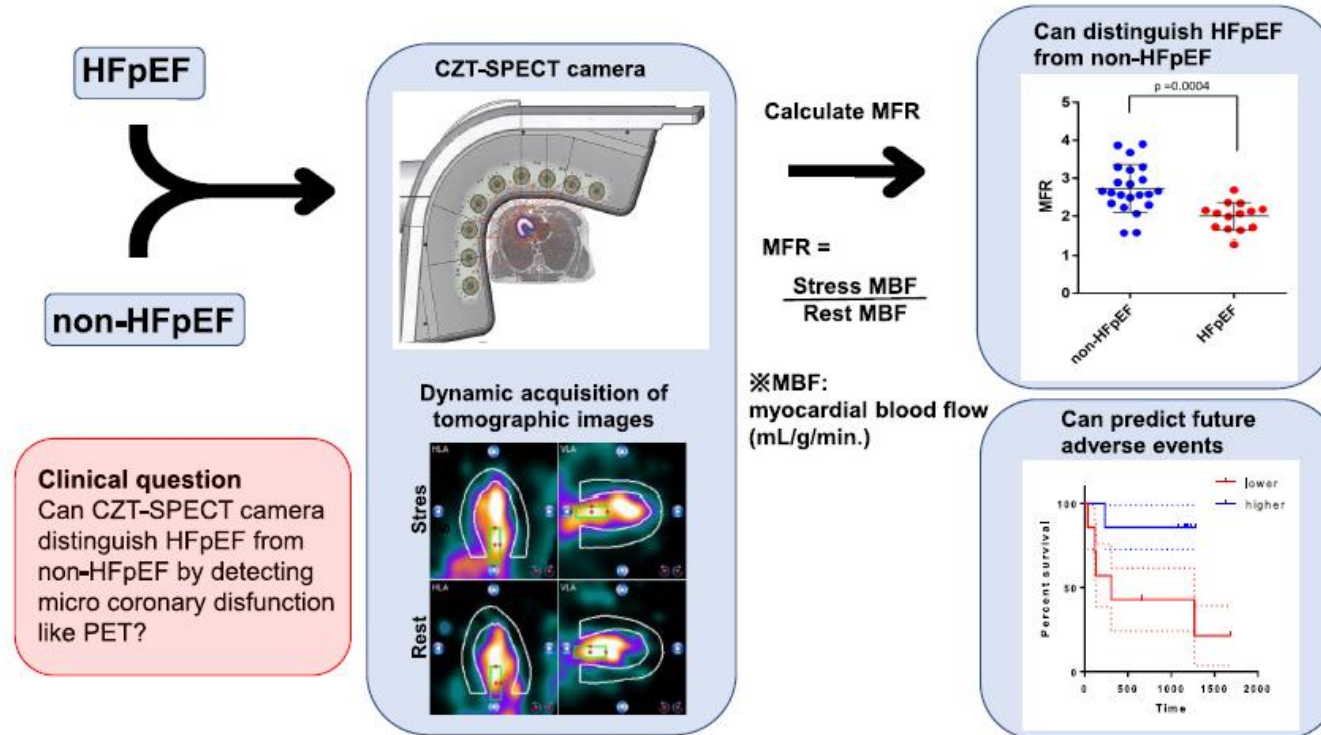 HFpEF
non-HFpEF
Clinical question
Can CZT-SPECT camera
distinguish HFpEF from
non-HFpEF by detecting
micro coronary disfunction
like PET?
CZT-SPECT camera
Dynamic acquisition of
tomographic images
Stres
HLA
VLA
Rest
HLA
VLA
Calculate MFR
MFR =
Stress MBF
Rest MBF
※MBF:
myocardial blood flow
(mL/g/min.)
Can distinguish HFpEF
from non-HFpEF
p =0.0004
5
4
3
2
1
0
MFR
non-HFpEF
HFpEF
Can predict future
adverse events
lower
higher
100
50
0
Percent survival
0 500 1000 1500 2000
Time